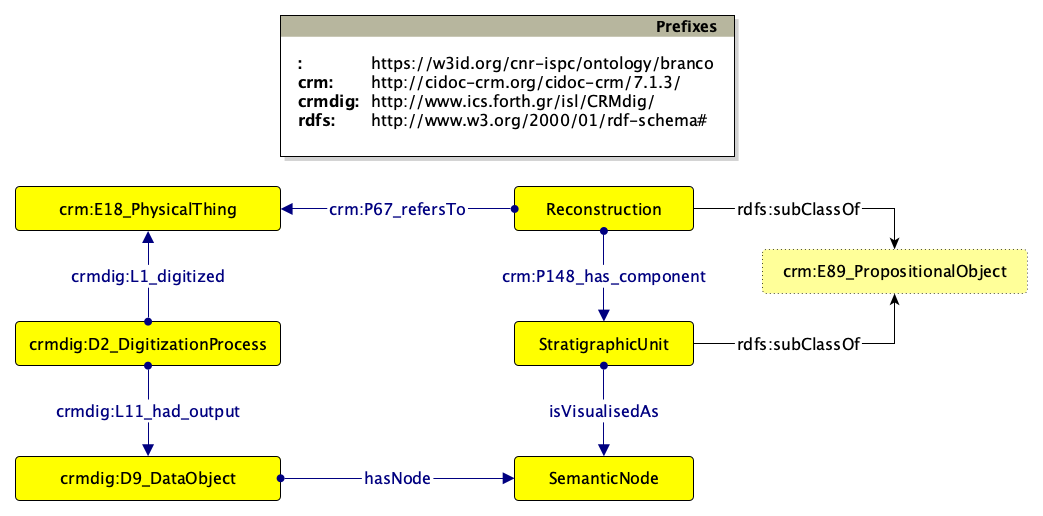 Prefixes
: https://w3id.org/cnr-ispc/ontology/branco
crm: http://cidoc-crm.org/cidoc-crm/7.1.3/
crmdig: http://www.ics.forth.gr/isl/CRMdig/
rdfs: http://www.w3.org/2000/01/rdf-schema#
crm:E18_PhysicalThing
crm:P67_refersTo
Reconstruction
rdfs:subClassOf
crmdig:L1_digitized
crm:P148_has_component
crm:E89_PropositionalObject
crmdig:D2_DigitizationProcess
StratigraphicUnit
rdfs:subClassOf
crmdig:L11_had_output
isVisualisedAs
crmdig:D9_DataObject
hasNode
SemanticNode